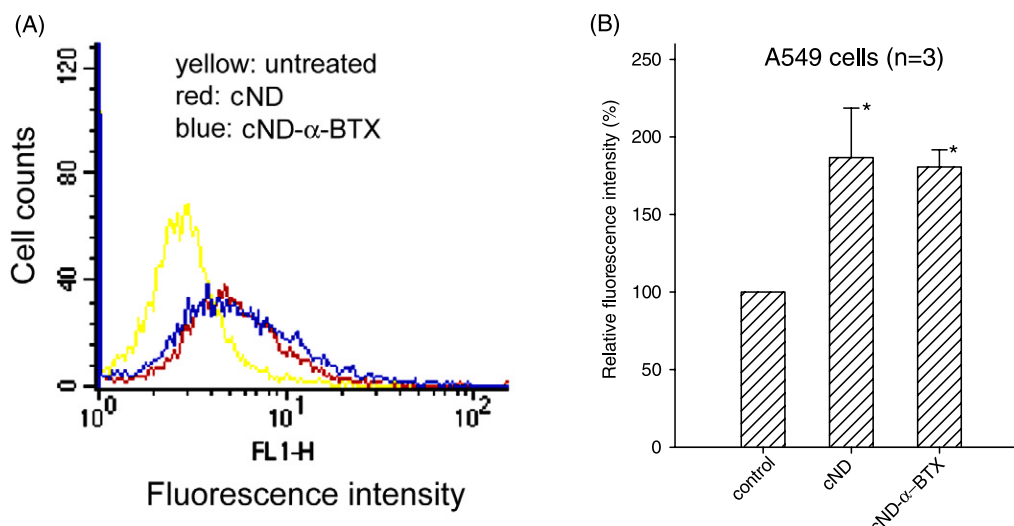 (A)
yellow: untreated
red: cND
blue: cND-α-BTX
Cell counts
120
80
40
0
10⁰
10¹
10²
FL1-H
Fluorescence intensity
(B)
A549 cells (n=3)
Relative fluorescence intensity (%)
250
200
150
100
50
0
*
*
control
cND
cND-α-BTX